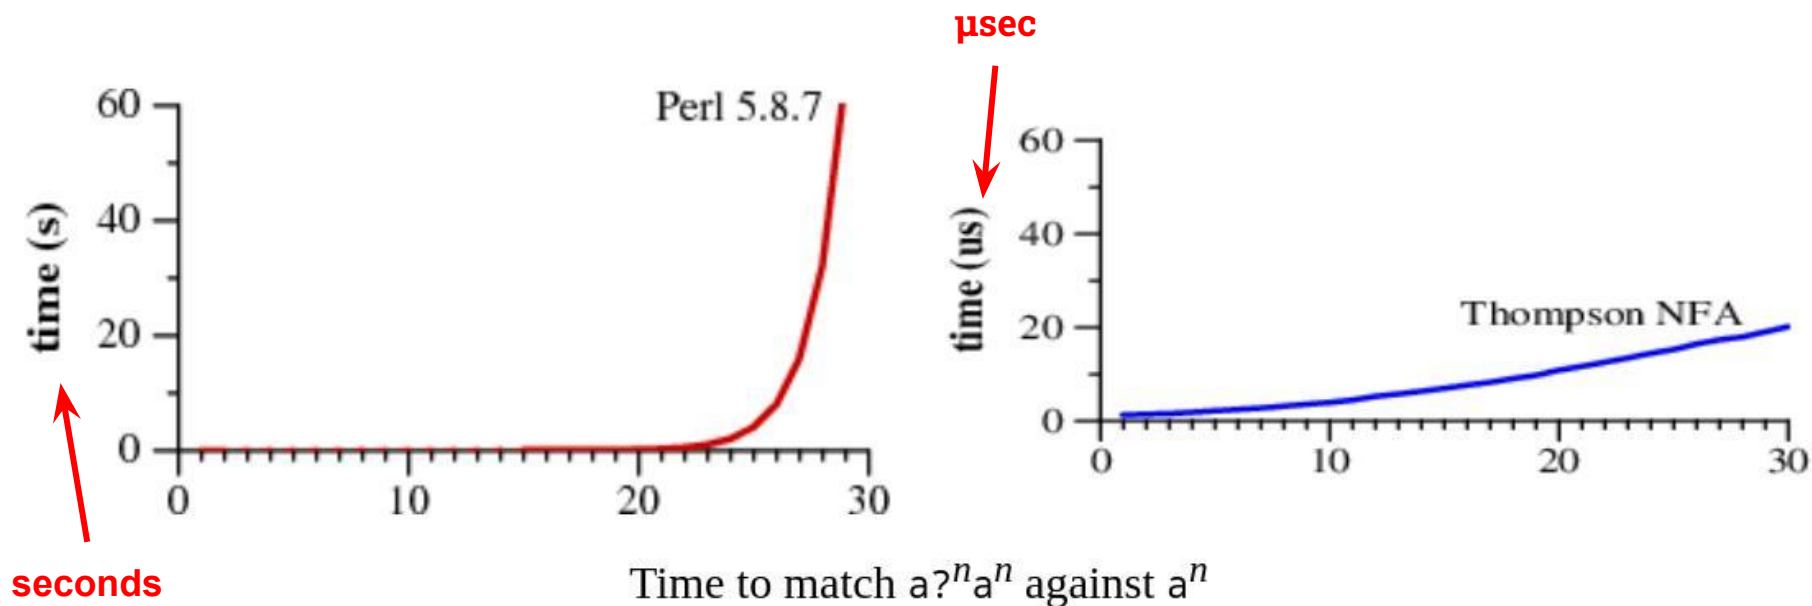 µsec
60
40
20
0
time (s)
Perl 5.8.7
0 10 20 30
seconds
60
40
20
0
time (us)
Thompson NFA
0 10 20 30
Time to match a?ⁿaⁿ against aⁿ